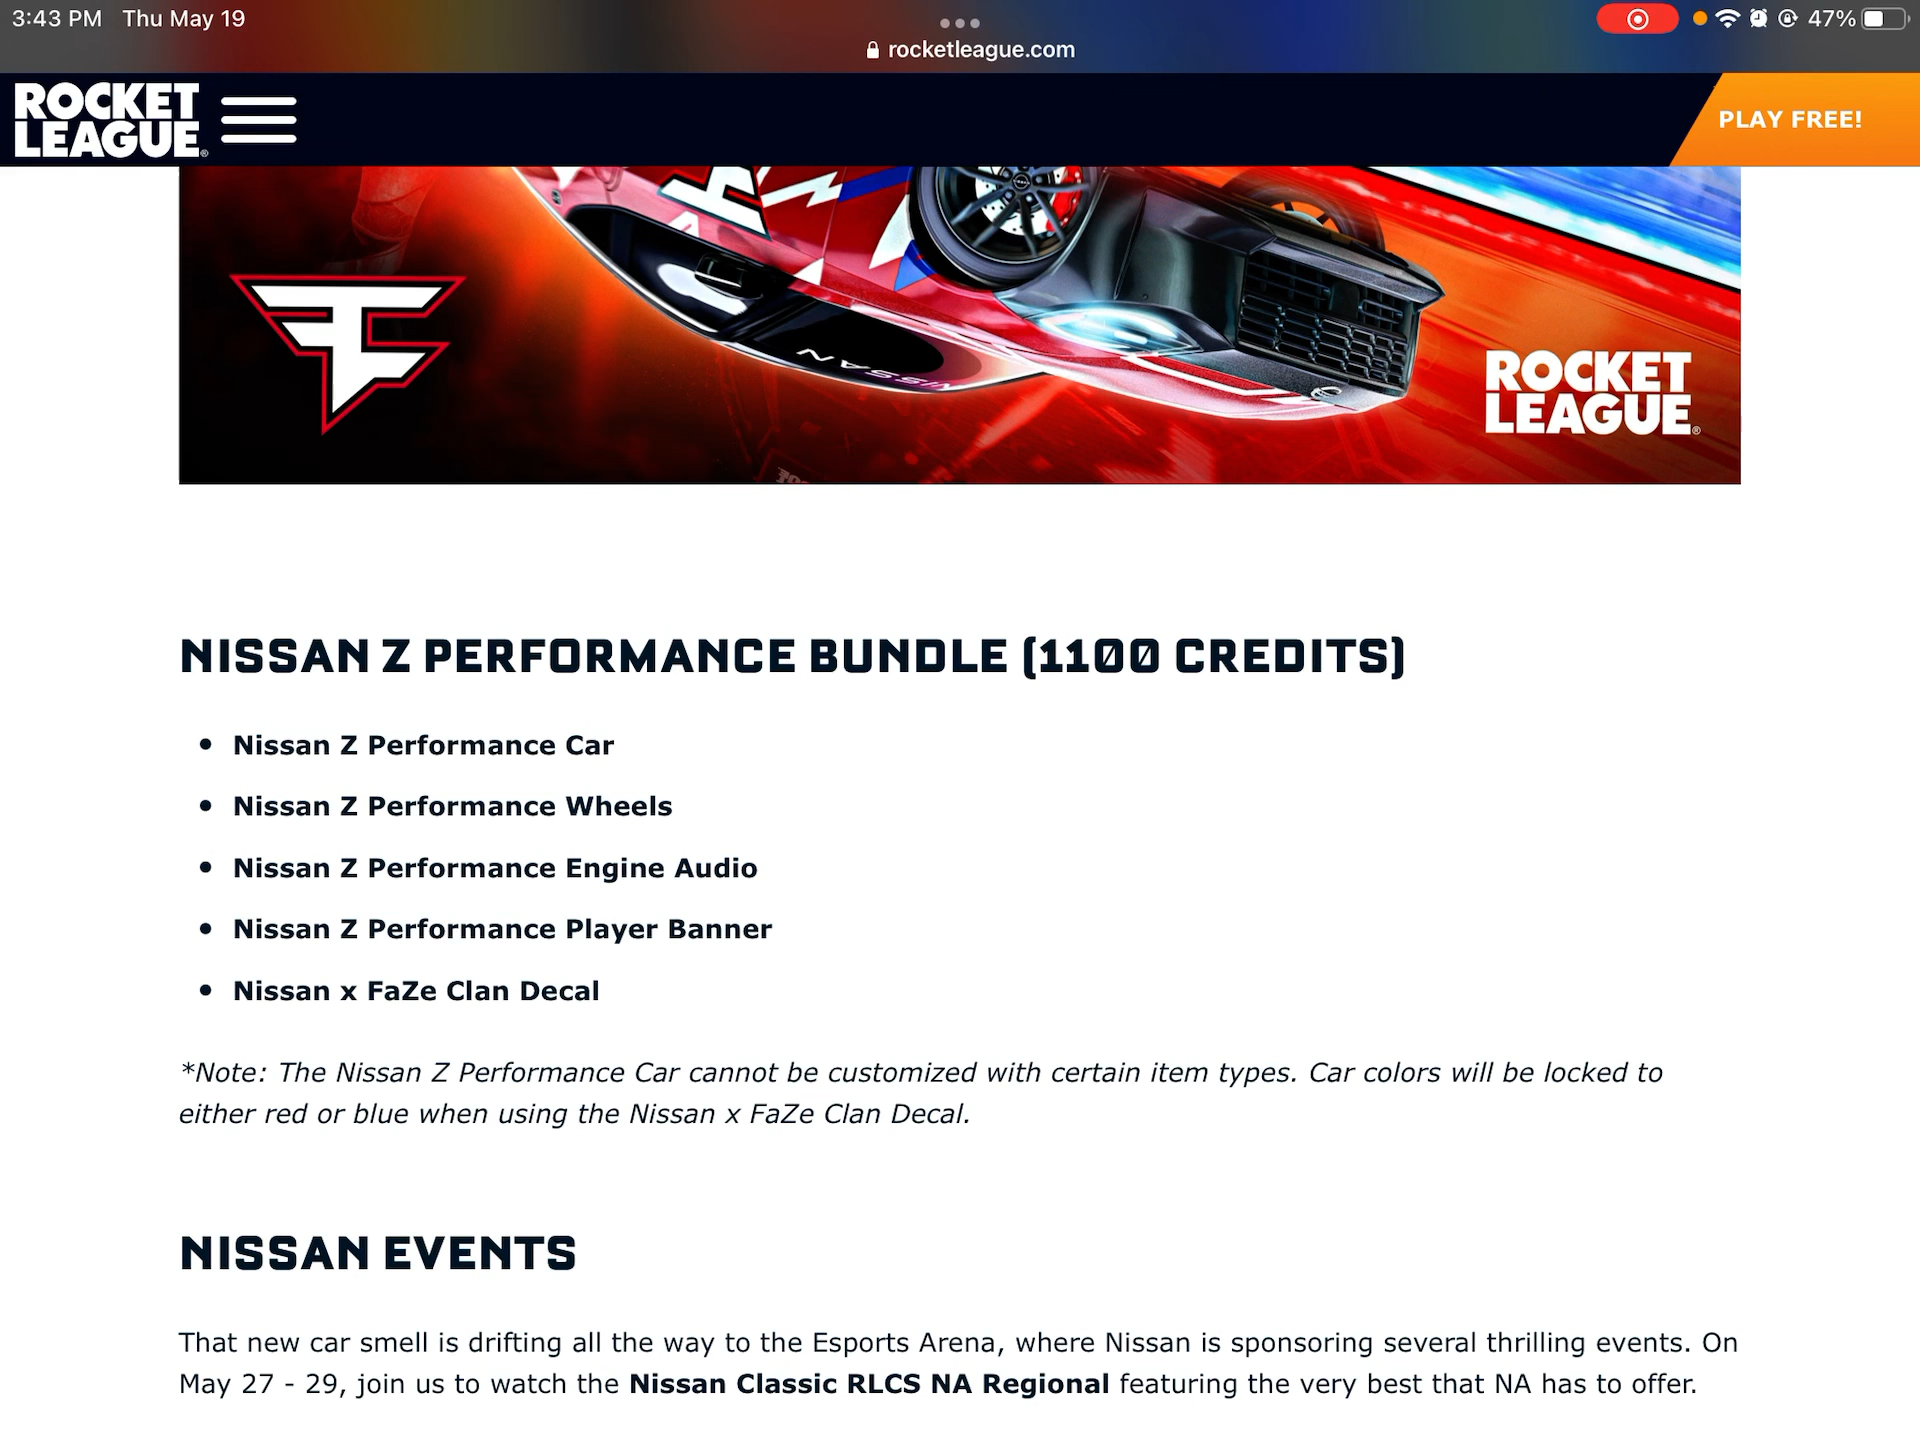 3:43 PM Thu May 19
47%
rocketleague.com
ROCKET
LEAGUE®
PLAY FREE!
NISSAN
ROCKET
LEAGUE®
NISSAN Z PERFORMANCE BUNDLE (1100 CREDITS)
• Nissan Z Performance Car
• Nissan Z Performance Wheels
• Nissan Z Performance Engine Audio
• Nissan Z Performance Player Banner
• Nissan x FaZe Clan Decal
*Note: The Nissan Z Performance Car cannot be customized with certain item types. Car colors will be locked to
either red or blue when using the Nissan x FaZe Clan Decal.
NISSAN EVENTS
That new car smell is drifting all the way to the Esports Arena, where Nissan is sponsoring several thrilling events. On
May 27 - 29, join us to watch the Nissan Classic RLCS NA Regional featuring the very best that NA has to offer.